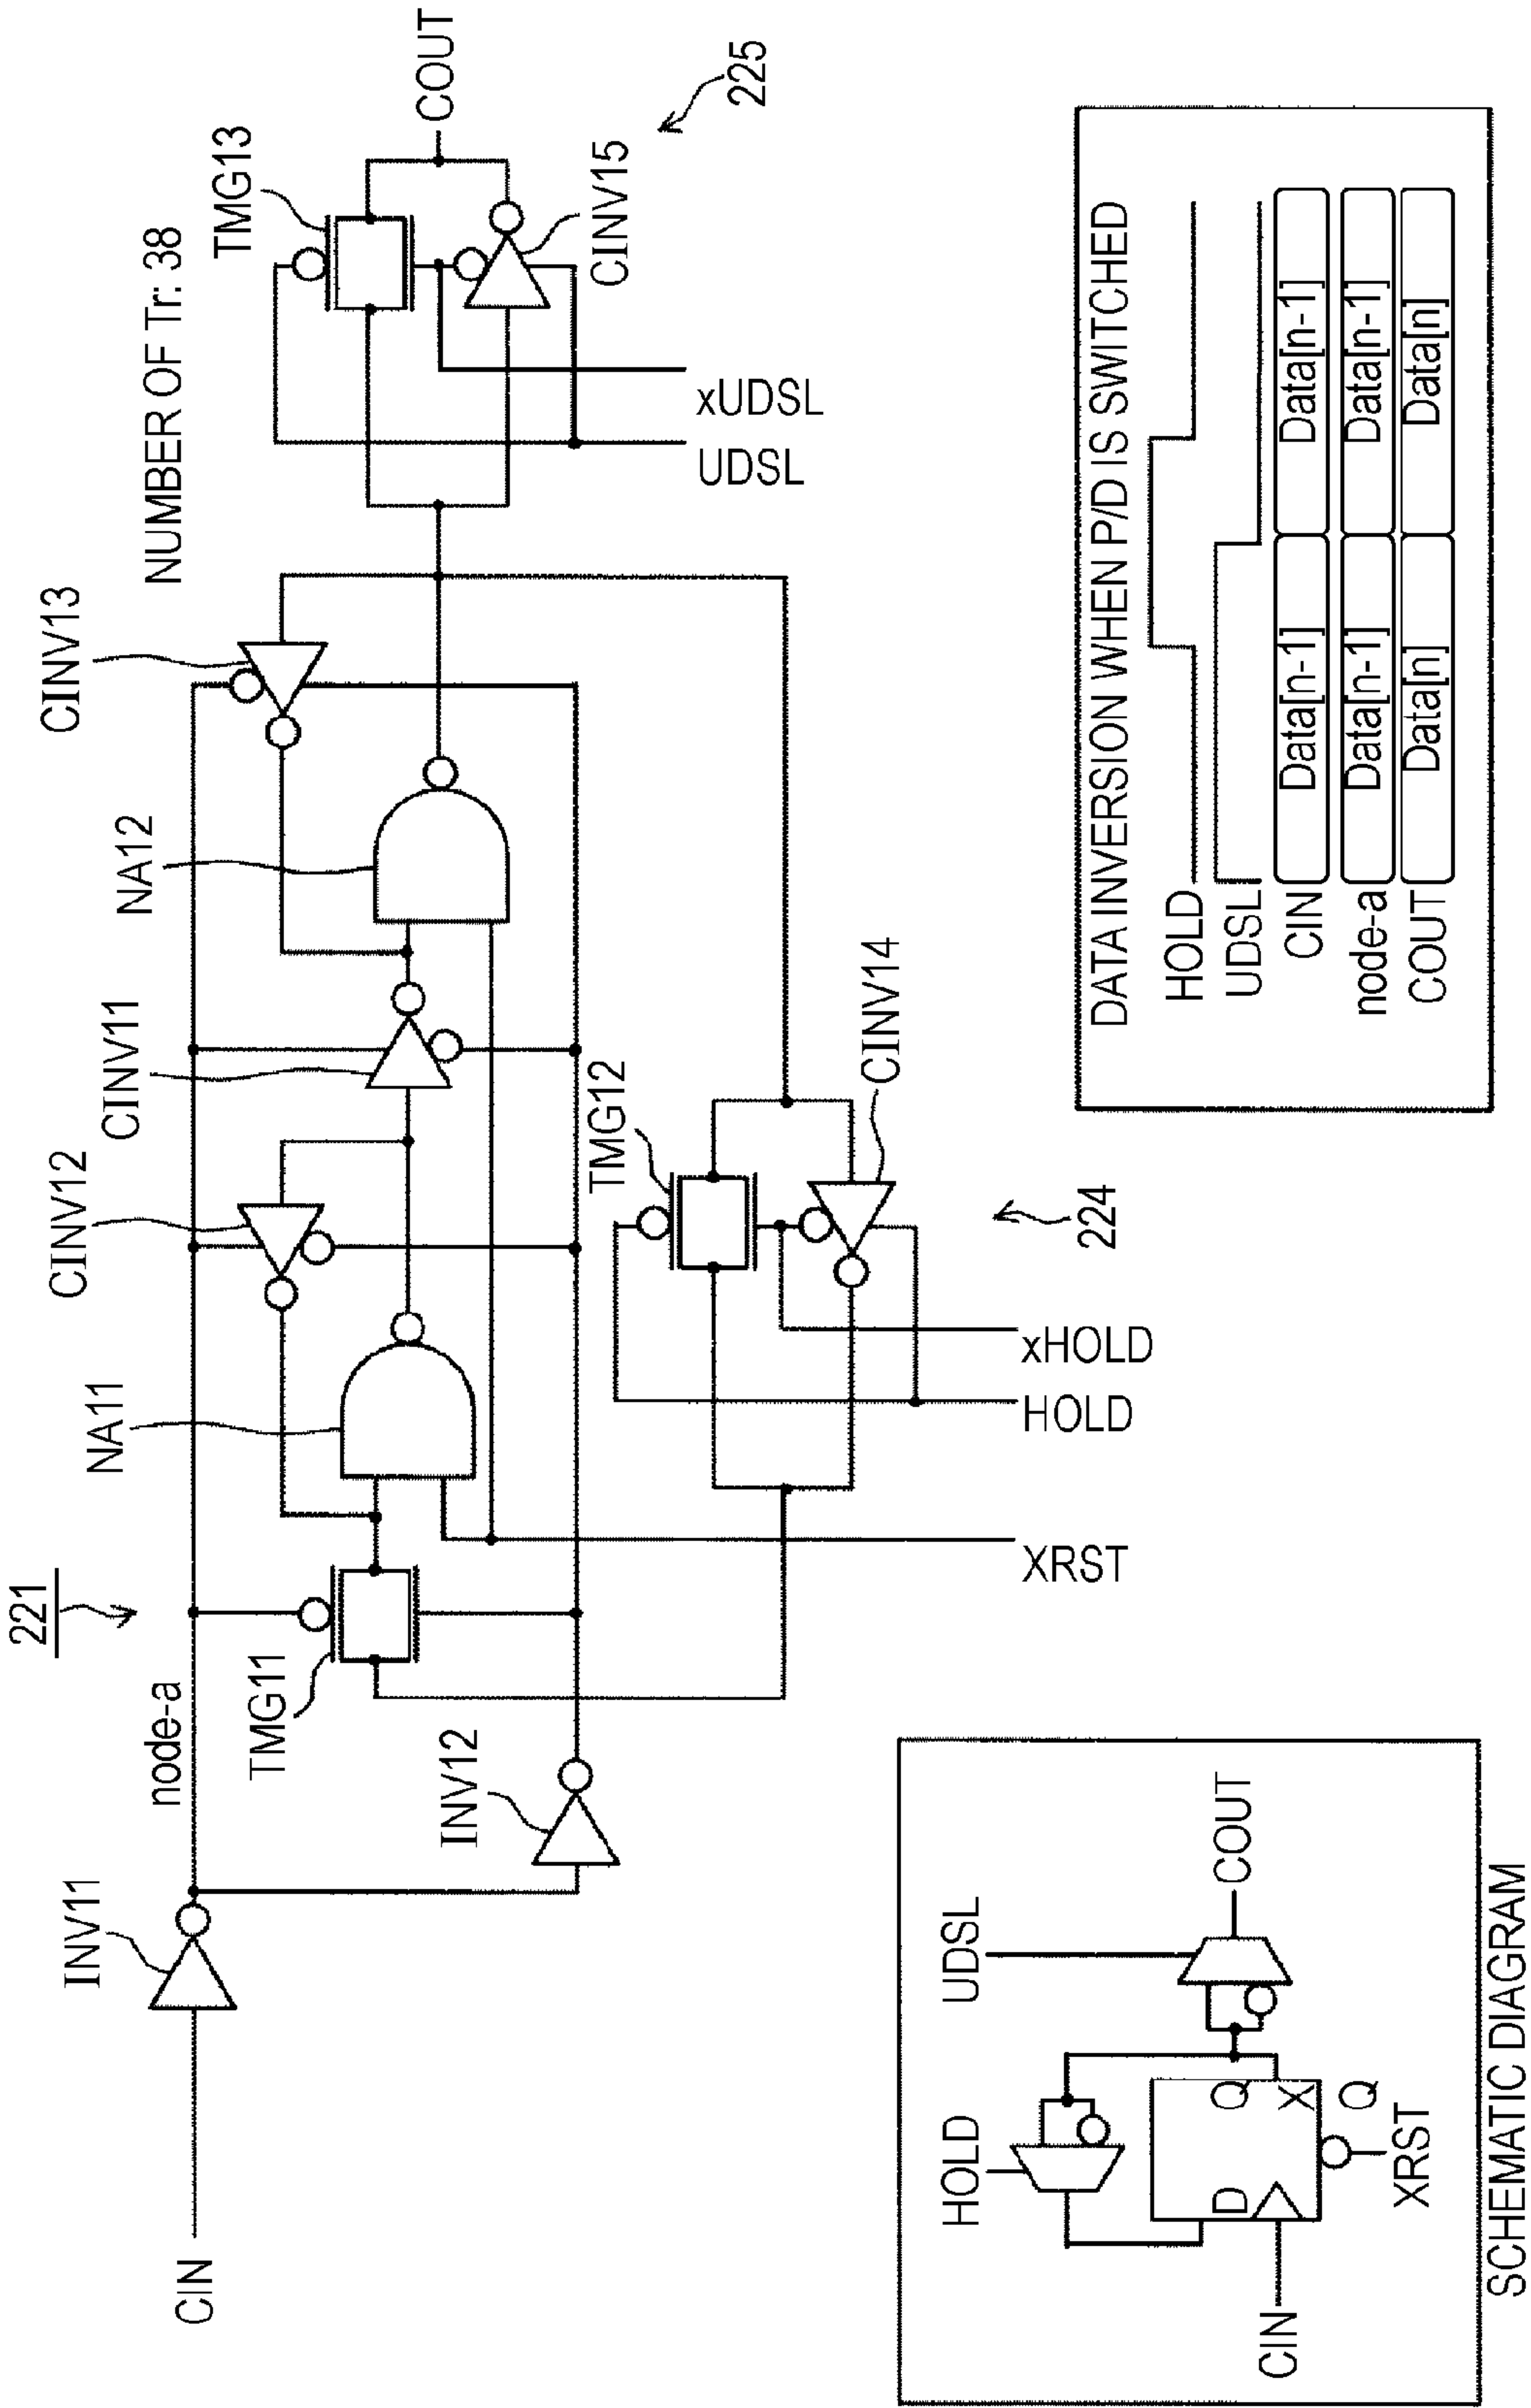 NUMBER OF Tr: 38
221
node-a
INV11
CIN
INV12
TMG11
NA11
CINV12
CINV11
NA12
CINV13
TMG13
COUT
CINV15
225
xUDSL
UDSL
TMG12
CINV14
224
xHOLD
HOLD
XRST
UDSL
HOLD
COUT
D
Q
X
Q
CIN
XRST
SCHEMATIC DIAGRAM
DATA INVERSION WHEN P/D IS SWITCHED
HOLD
UDSL
CIN Data[n-1] Data[n-1]
node-a Data[n-1] Data[n-1]
COUT Data[n] Data[n]